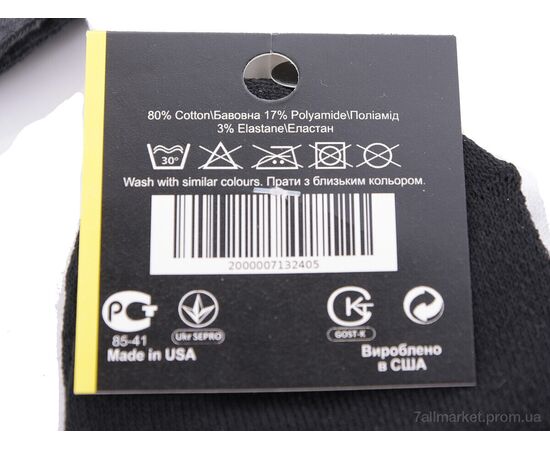 80% Cotton\Бавовна 17% Polyamide\Поліамід
3% Elastane\Еластан
30°
Wash with similar colours. Прати з близьким кольором.
2000007132405
РСТ
85-41
Made in USA
Ukr SEPRO
GOST-K
Вироблено
в США
7allmarket.prom.ua